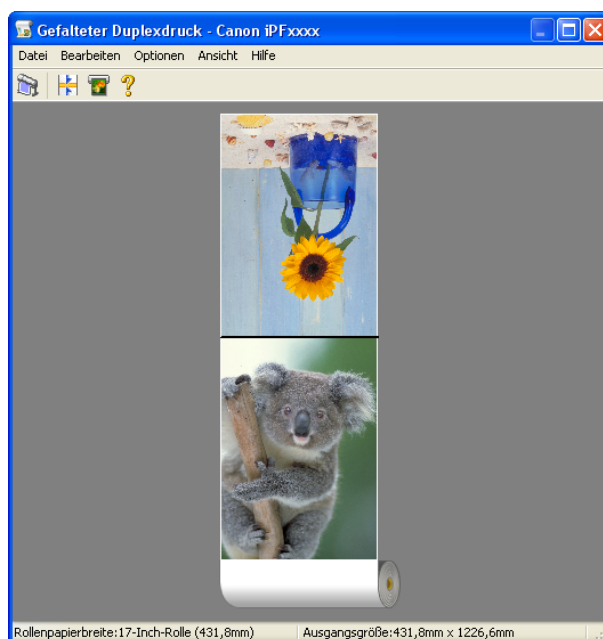 Gefalteter Duplexdruck - Canon iPFxxxx
Datei Bearbeiten Optionen Ansicht Hilfe
Rollenpapierbreite:17-Inch-Rolle (431,8mm) Ausgangsgröße:431,8mm x 1226,6mm